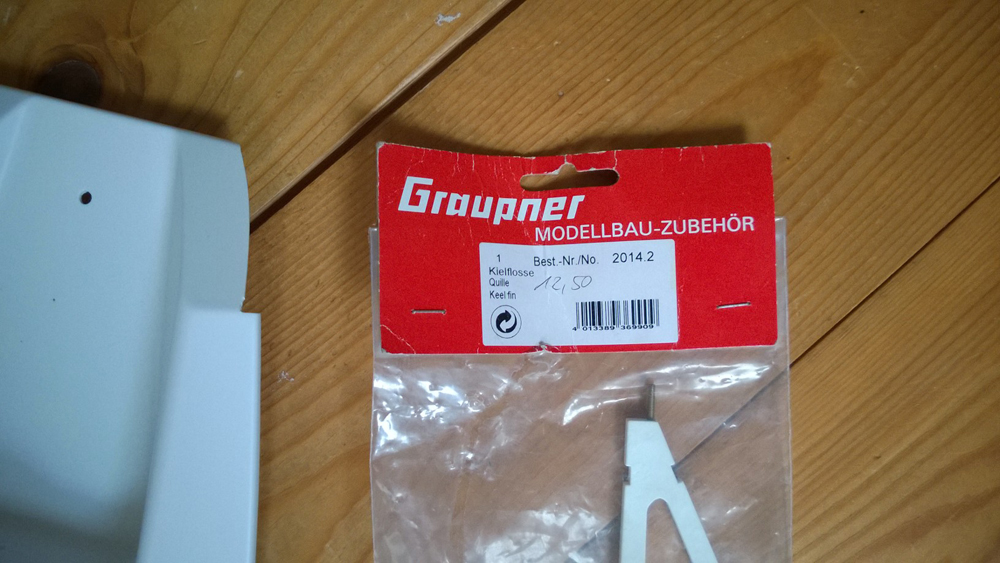 Graupner
MODELLBAU-ZUBEHÖR
1 Best.-Nr./No. 2014.2
Kielflosse
Quille 12,50
Keel fin
4 013389 369909